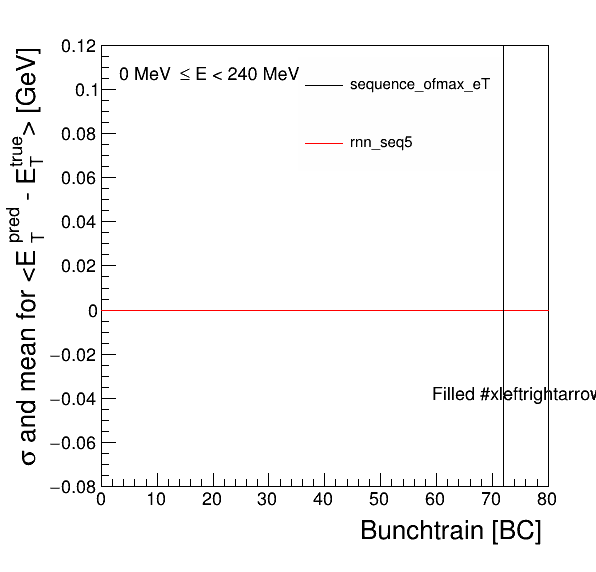 0.12
0 MeV ≤ E < 240 MeV
sequence_ofmax_eT
rnn_seq5
0.1
0.08
0.06
0.04
0.02
0
−0.02
−0.04
−0.06
−0.08
σ and mean for <E_T^pred - E_T^true> [GeV]
Filled #xleftrightarrow
0 10 20 30 40 50 60 70 80
Bunchtrain [BC]